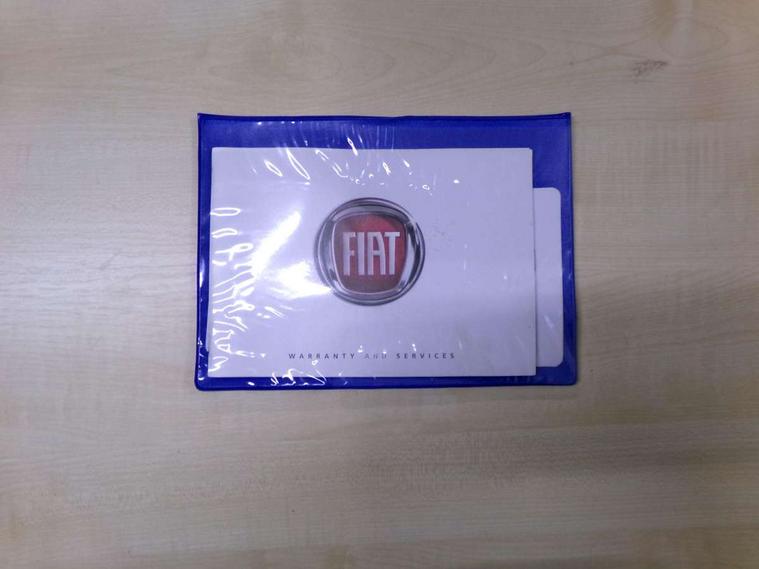 FIAT
WARRANTY AND SERVICES